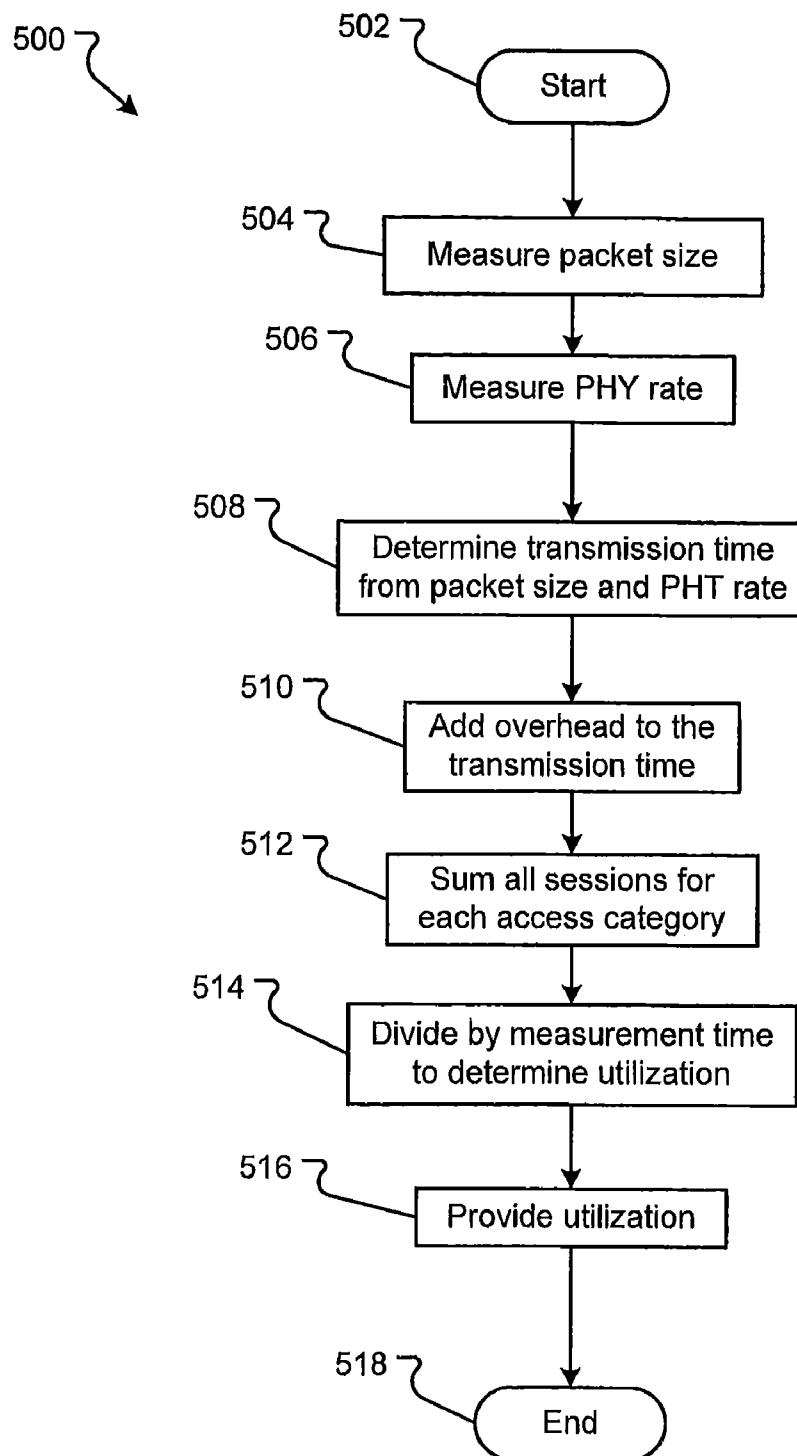 500
502
Start
504
Measure packet size
506
Measure PHY rate
508
Determine transmission time
from packet size and PHT rate
510
Add overhead to the
transmission time
512
Sum all sessions for
each access category
514
Divide by measurement time
to determine utilization
516
Provide utilization
518
End